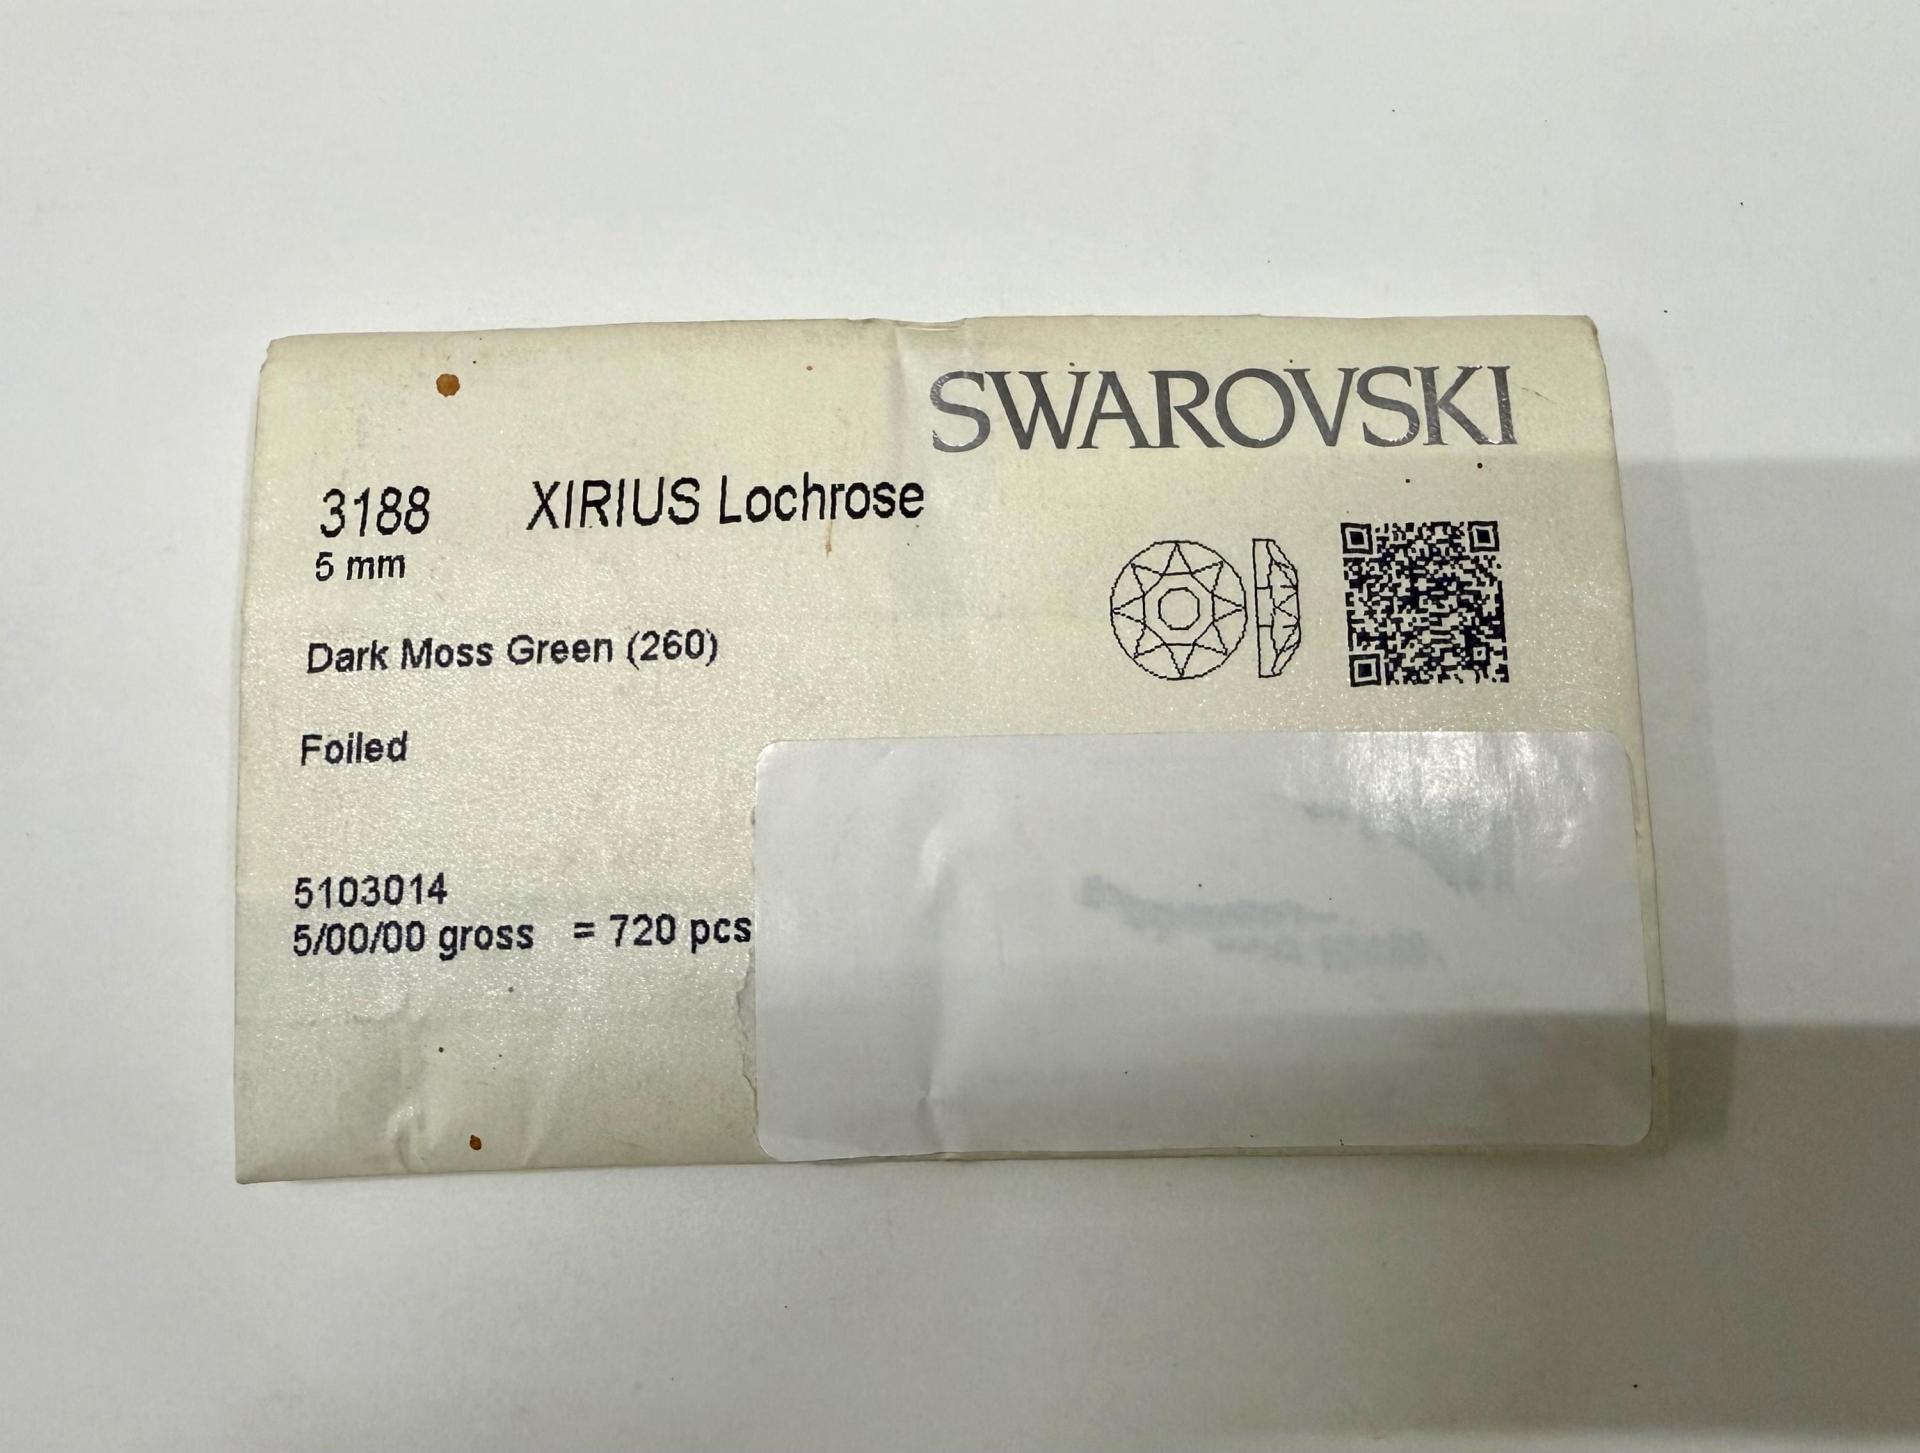 SWAROVSKI
3188 XIRIUS Lochrose
5 mm
Dark Moss Green (260)
Foiled
5103014
5/00/00 gross = 720 pcs